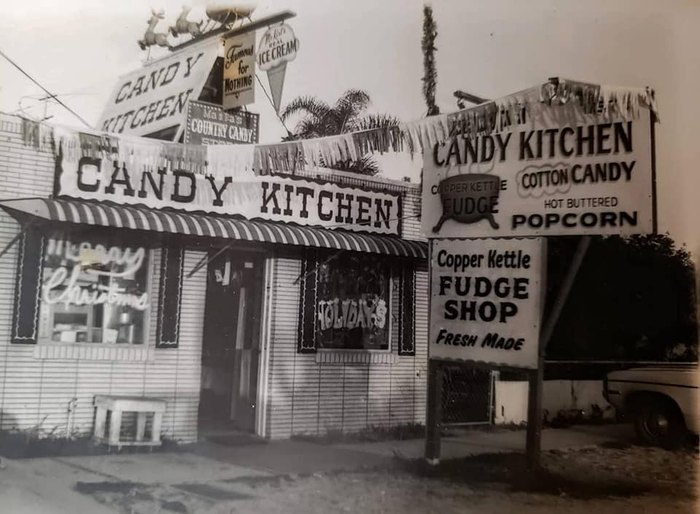 CANDY
KITCHEN
Famous
for
NOTHING
REAL
ICE CREAM
COUNTRY CANDY
CANDY KITCHEN
Merry
Christmas
HOLIDAYS
CANDY KITCHEN
COPPER KETTLE
FUDGE
COTTON CANDY
HOT BUTTERED
POPCORN
Copper Kettle
FUDGE
SHOP
FRESH MADE